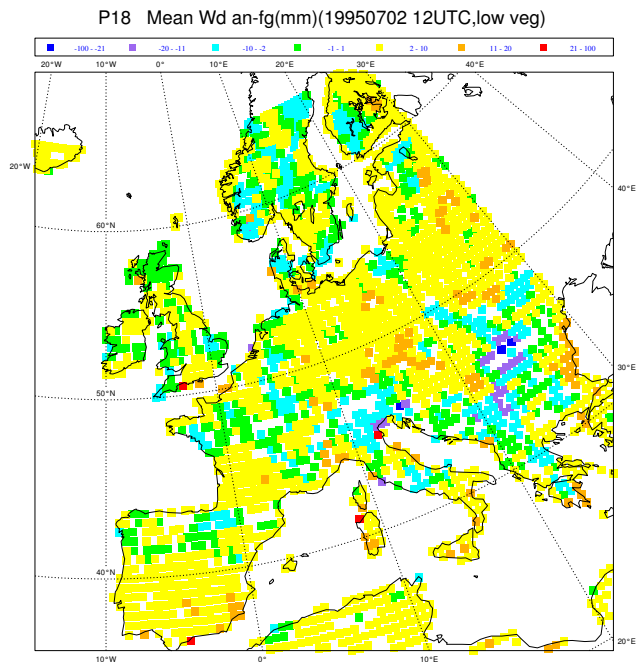 P18 Mean Wd an-fg(mm)(19950702 12UTC,low veg)
-100 - -21 -20 - -11 -10 - -2 -1 - 1 2 - 10 11 - 20 21 - 100
20°W 10°W 0° 10°E 20°E 30°E 40°E
20°W
40°E
60°N
50°N
30°E
40°N
20°E
10°W 0° 10°E